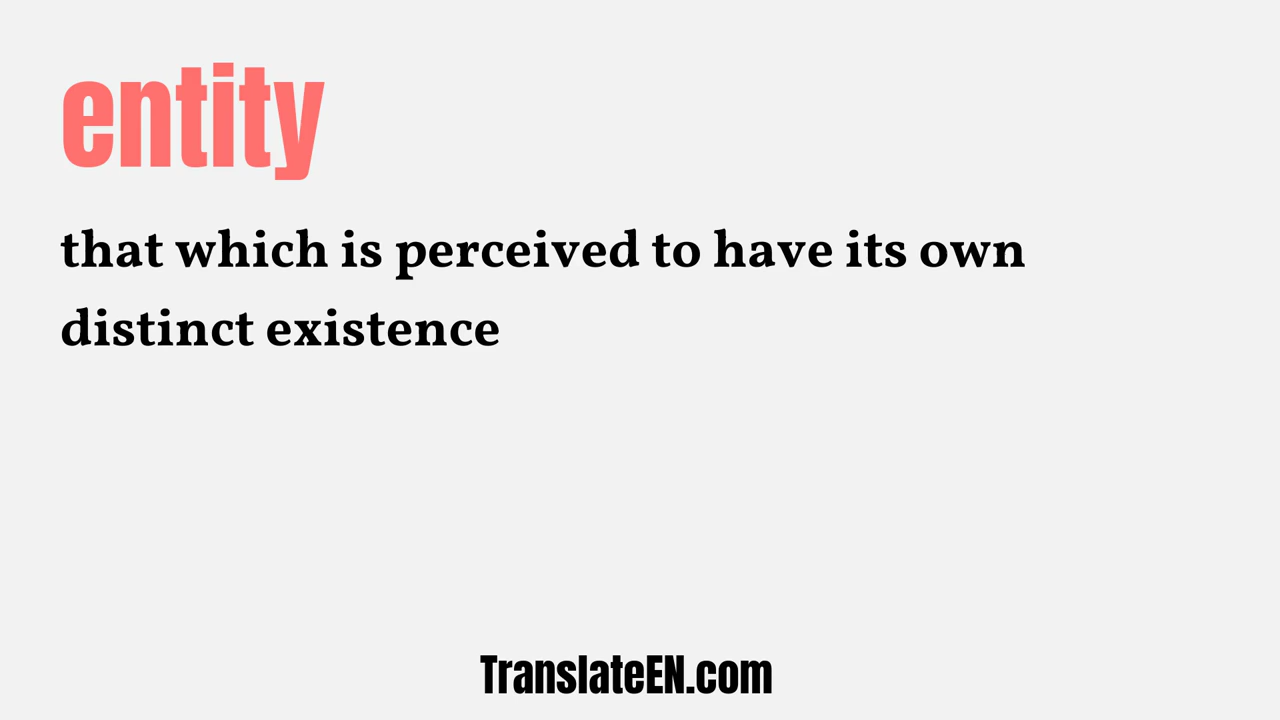 entity
that which is perceived to have its own
distinct existence
TranslateEN.com